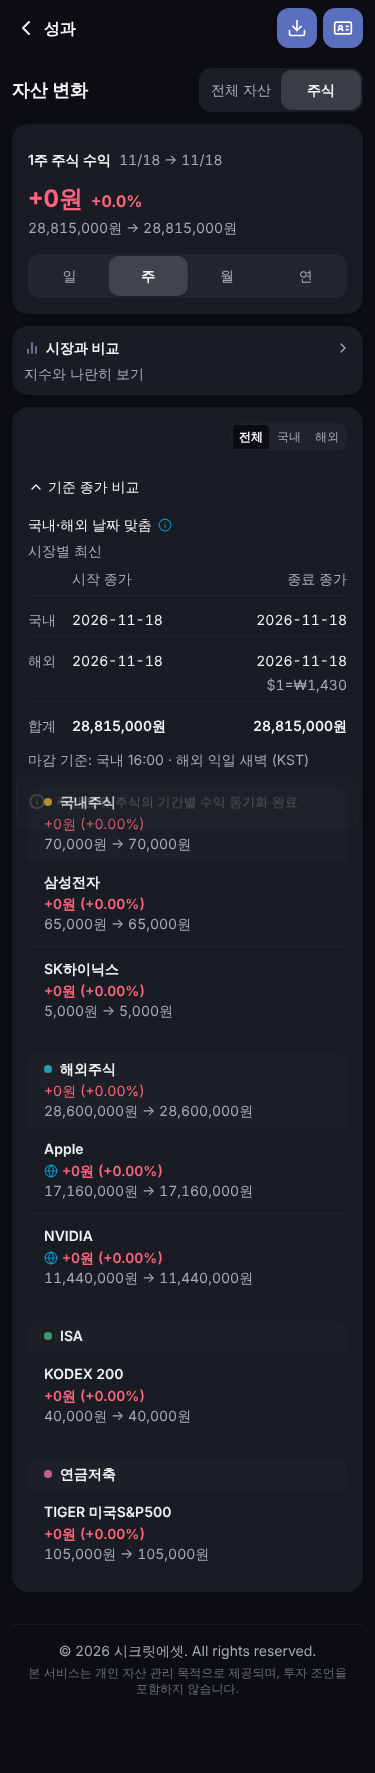 성과
자산 변화
전체 자산 주식
1주 주식 수익 11/18 → 11/18
+0원 +0.0%
28,815,000원 → 28,815,000원
일 주 월 연
시장과 비교
지수와 나란히 보기
전체 국내 해외
기준 종가 비교
국내·해외 날짜 맞춤
시장별 최신
시작 종가 종료 종가
국내 2026-11-18 2026-11-18
해외 2026-11-18 2026-11-18
$1=₩1,430
합계 28,815,000원 28,815,000원
마감 기준: 국내 16:00 · 해외 익일 새벽 (KST)
국내주식
주식의 기간별 수익 동기화 완료
+0원 (+0.00%)
70,000원 → 70,000원
삼성전자
+0원 (+0.00%)
65,000원 → 65,000원
SK하이닉스
+0원 (+0.00%)
5,000원 → 5,000원
해외주식
+0원 (+0.00%)
28,600,000원 → 28,600,000원
Apple
+0원 (+0.00%)
17,160,000원 → 17,160,000원
NVIDIA
+0원 (+0.00%)
11,440,000원 → 11,440,000원
ISA
KODEX 200
+0원 (+0.00%)
40,000원 → 40,000원
연금저축
TIGER 미국S&P500
+0원 (+0.00%)
105,000원 → 105,000원
© 2026 시크릿에셋. All rights reserved.
본 서비스는 개인 자산 관리 목적으로 제공되며, 투자 조언을
포함하지 않습니다.